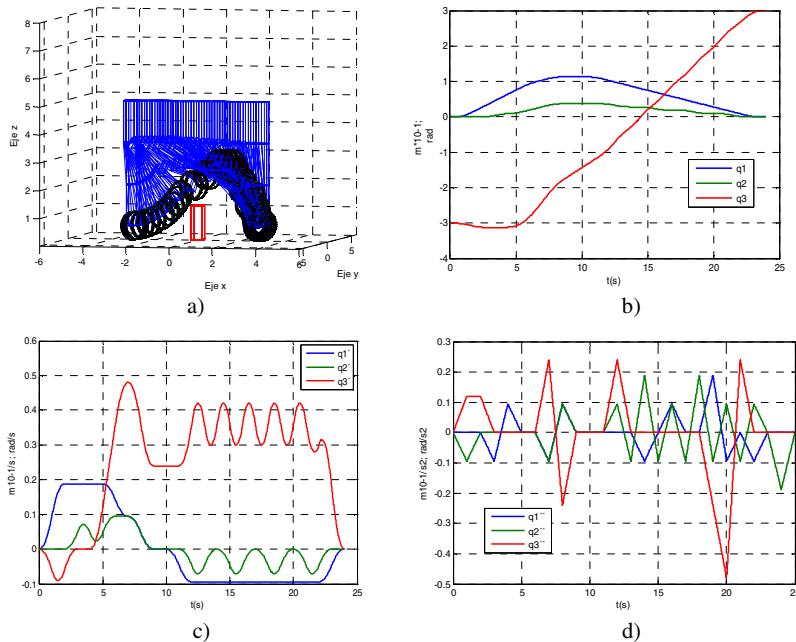 8
7
6
5
4
3
2
1
Eje z
-6 -4 -2 0 2 4 6
Eje x
-5 0 5
Eje y
a)
3
2
1
0
-1
-2
-3
m*10-1;
rad
q1
q2
q3
0 5 10 15 20 25
t(s)
b)
0.6
0.5
0.4
0.3
0.2
0.1
0
-0.1
m 10-1/s ; rad/s
q1´
q2´
q3´
0 5 10 15 20 25
t(s)
c)
0.3
0.2
0.1
0
-0.1
-0.2
-0.3
-0.4
-0.5
m10-1/ s2; rad/s2
q1´´
q2´´
q3´´
0 5 10 15 20 25
t(s)
d)